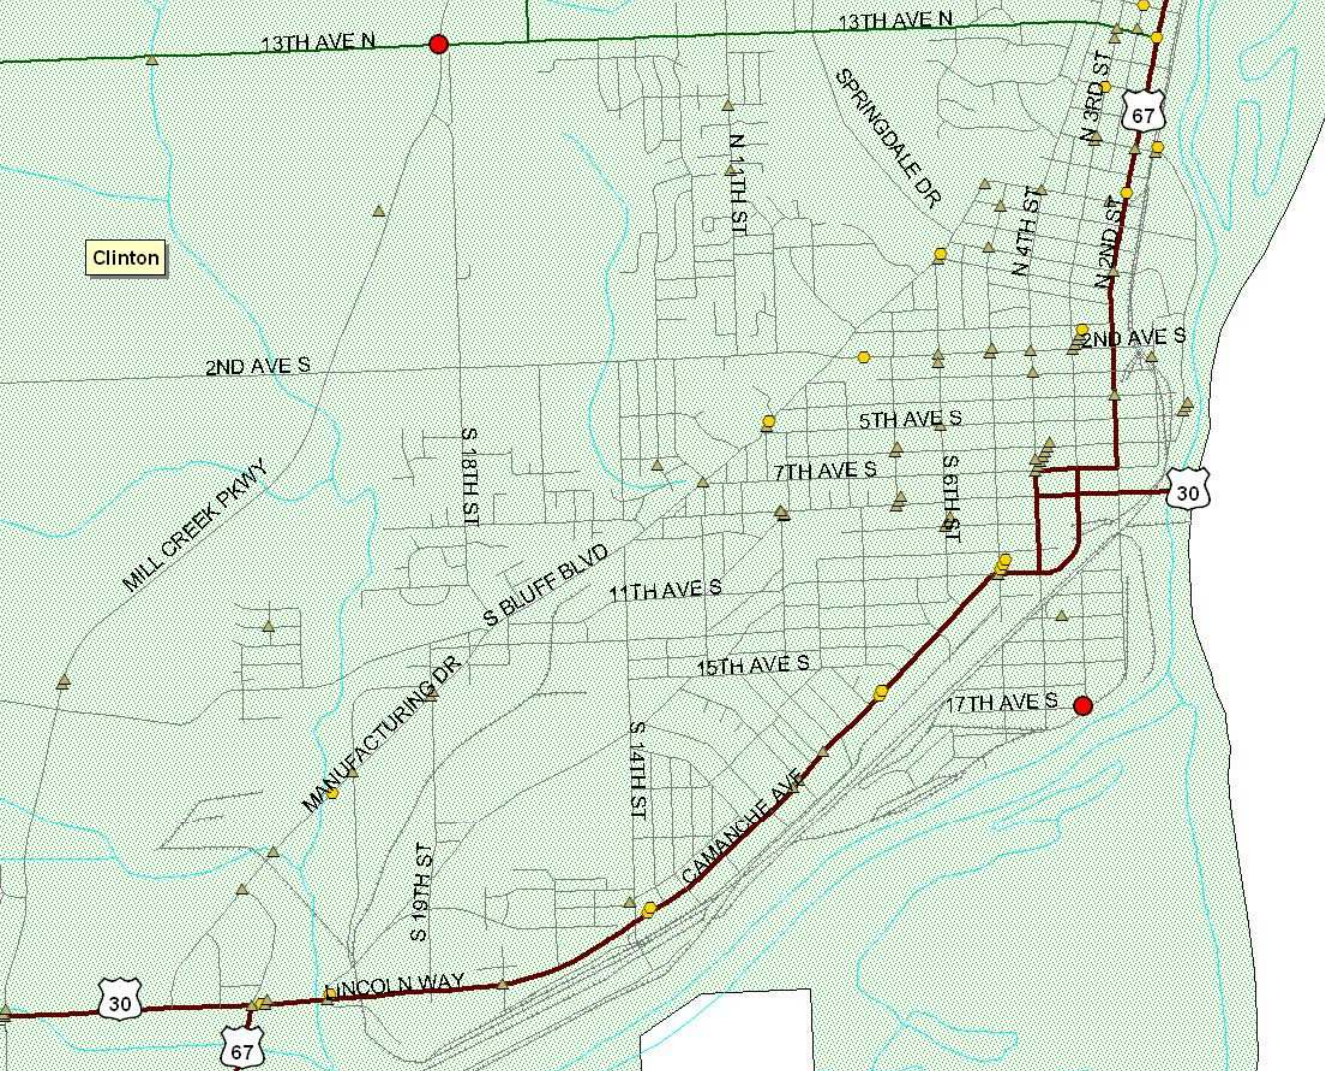 13TH AVE N
13TH AVE N
SPRINGDALE DR
N 3RD ST
67
N 11TH ST
N 4TH ST
N 2ND ST
Clinton
2ND AVE S
2ND AVE S
5TH AVE S
S 18TH ST
7TH AVE S
S 6TH ST
30
MILL CREEK PKWY
S BLUFF BLVD
11TH AVE S
15TH AVE S
MANUFACTURING DR
17TH AVE S
S 14TH ST
CAMANCHE AVE
S 19TH ST
LINCOLN WAY
30
67